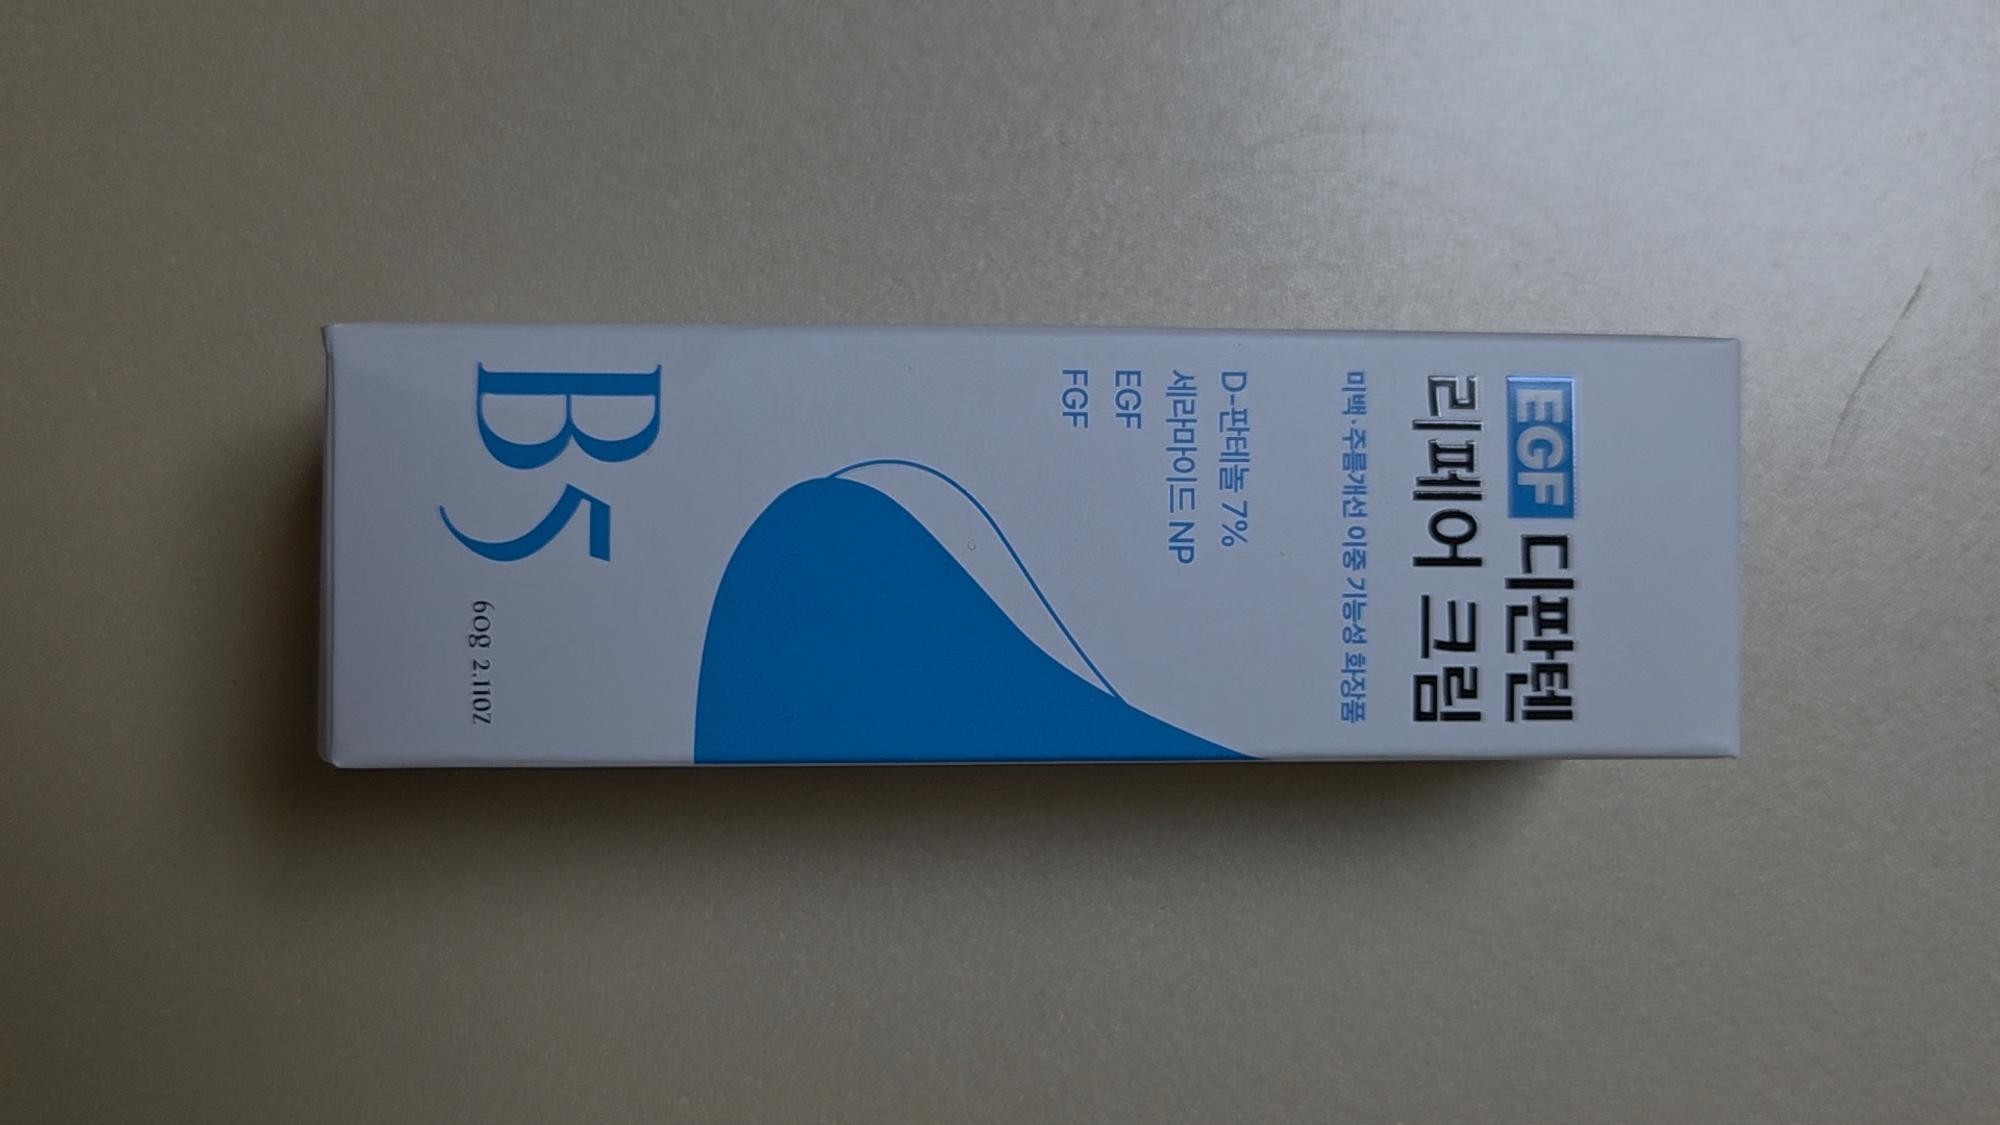 EGF 디판텐
리페어 크림
미백·주름개선 이중 기능성 화장품
D-판테놀 7%
세라마이드 NP
EGF
FGF
B5
60g 2.11oz